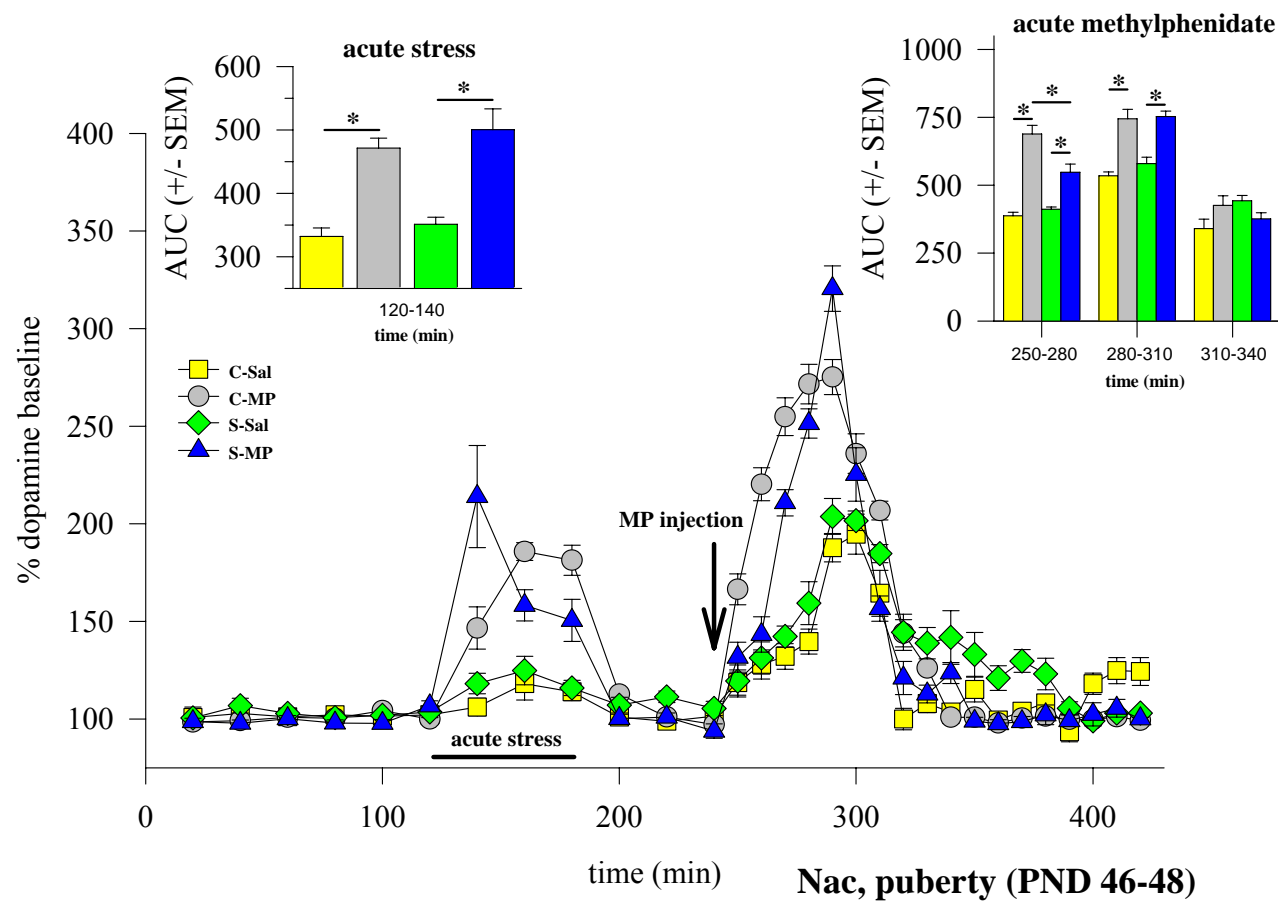 acute stress
600
500
400
300
AUC (+/- SEM)
*
*
120-140
time (min)
acute methylphenidate
1000
750
500
250
0
AUC (+/- SEM)
*
*
*
*
*
250-280
280-310
310-340
time (min)
400
350
300
250
200
150
100
% dopamine baseline
C-Sal
C-MP
S-Sal
S-MP
MP injection
acute stress
0
100
200
300
400
time (min)
Nac, puberty (PND 46-48)